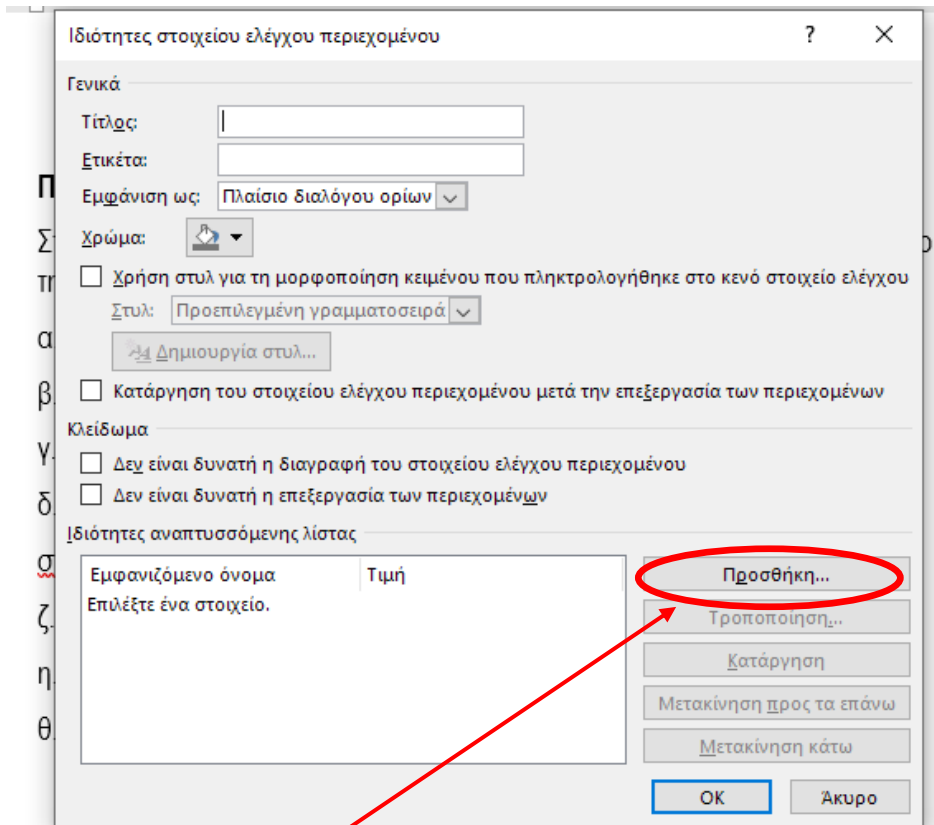 Ιδιότητες στοιχείου ελέγχου περιεχομένου ? ×
Γενικά
Τίτλος:
Ετικέτα:
Εμφάνιση ως: Πλαίσιο διαλόγου ορίων
Χρώμα:
Χρήση στυλ για τη μορφοποίηση κειμένου που πληκτρολογήθηκε στο κενό στοιχείο ελέγχου
Στυλ: Προεπιλεγμένη γραμματοσειρά
Δημιουργία στυλ...
Κατάργηση του στοιχείου ελέγχου περιεχομένου μετά την επεξεργασία των περιεχομένων
Κλείδωμα
Δεν είναι δυνατή η διαγραφή του στοιχείου ελέγχου περιεχομένου
Δεν είναι δυνατή η επεξεργασία των περιεχομένων
Ιδιότητες αναπτυσσόμενης λίστας
Εμφανιζόμενο όνομα Τιμή
Επιλέξτε ένα στοιχείο.
Προσθήκη...
Τροποποίηση...
Κατάργηση
Μετακίνηση προς τα επάνω
Μετακίνηση κάτω
OK Άκυρο
α
β
γ.
δ
ζ.
η
θ